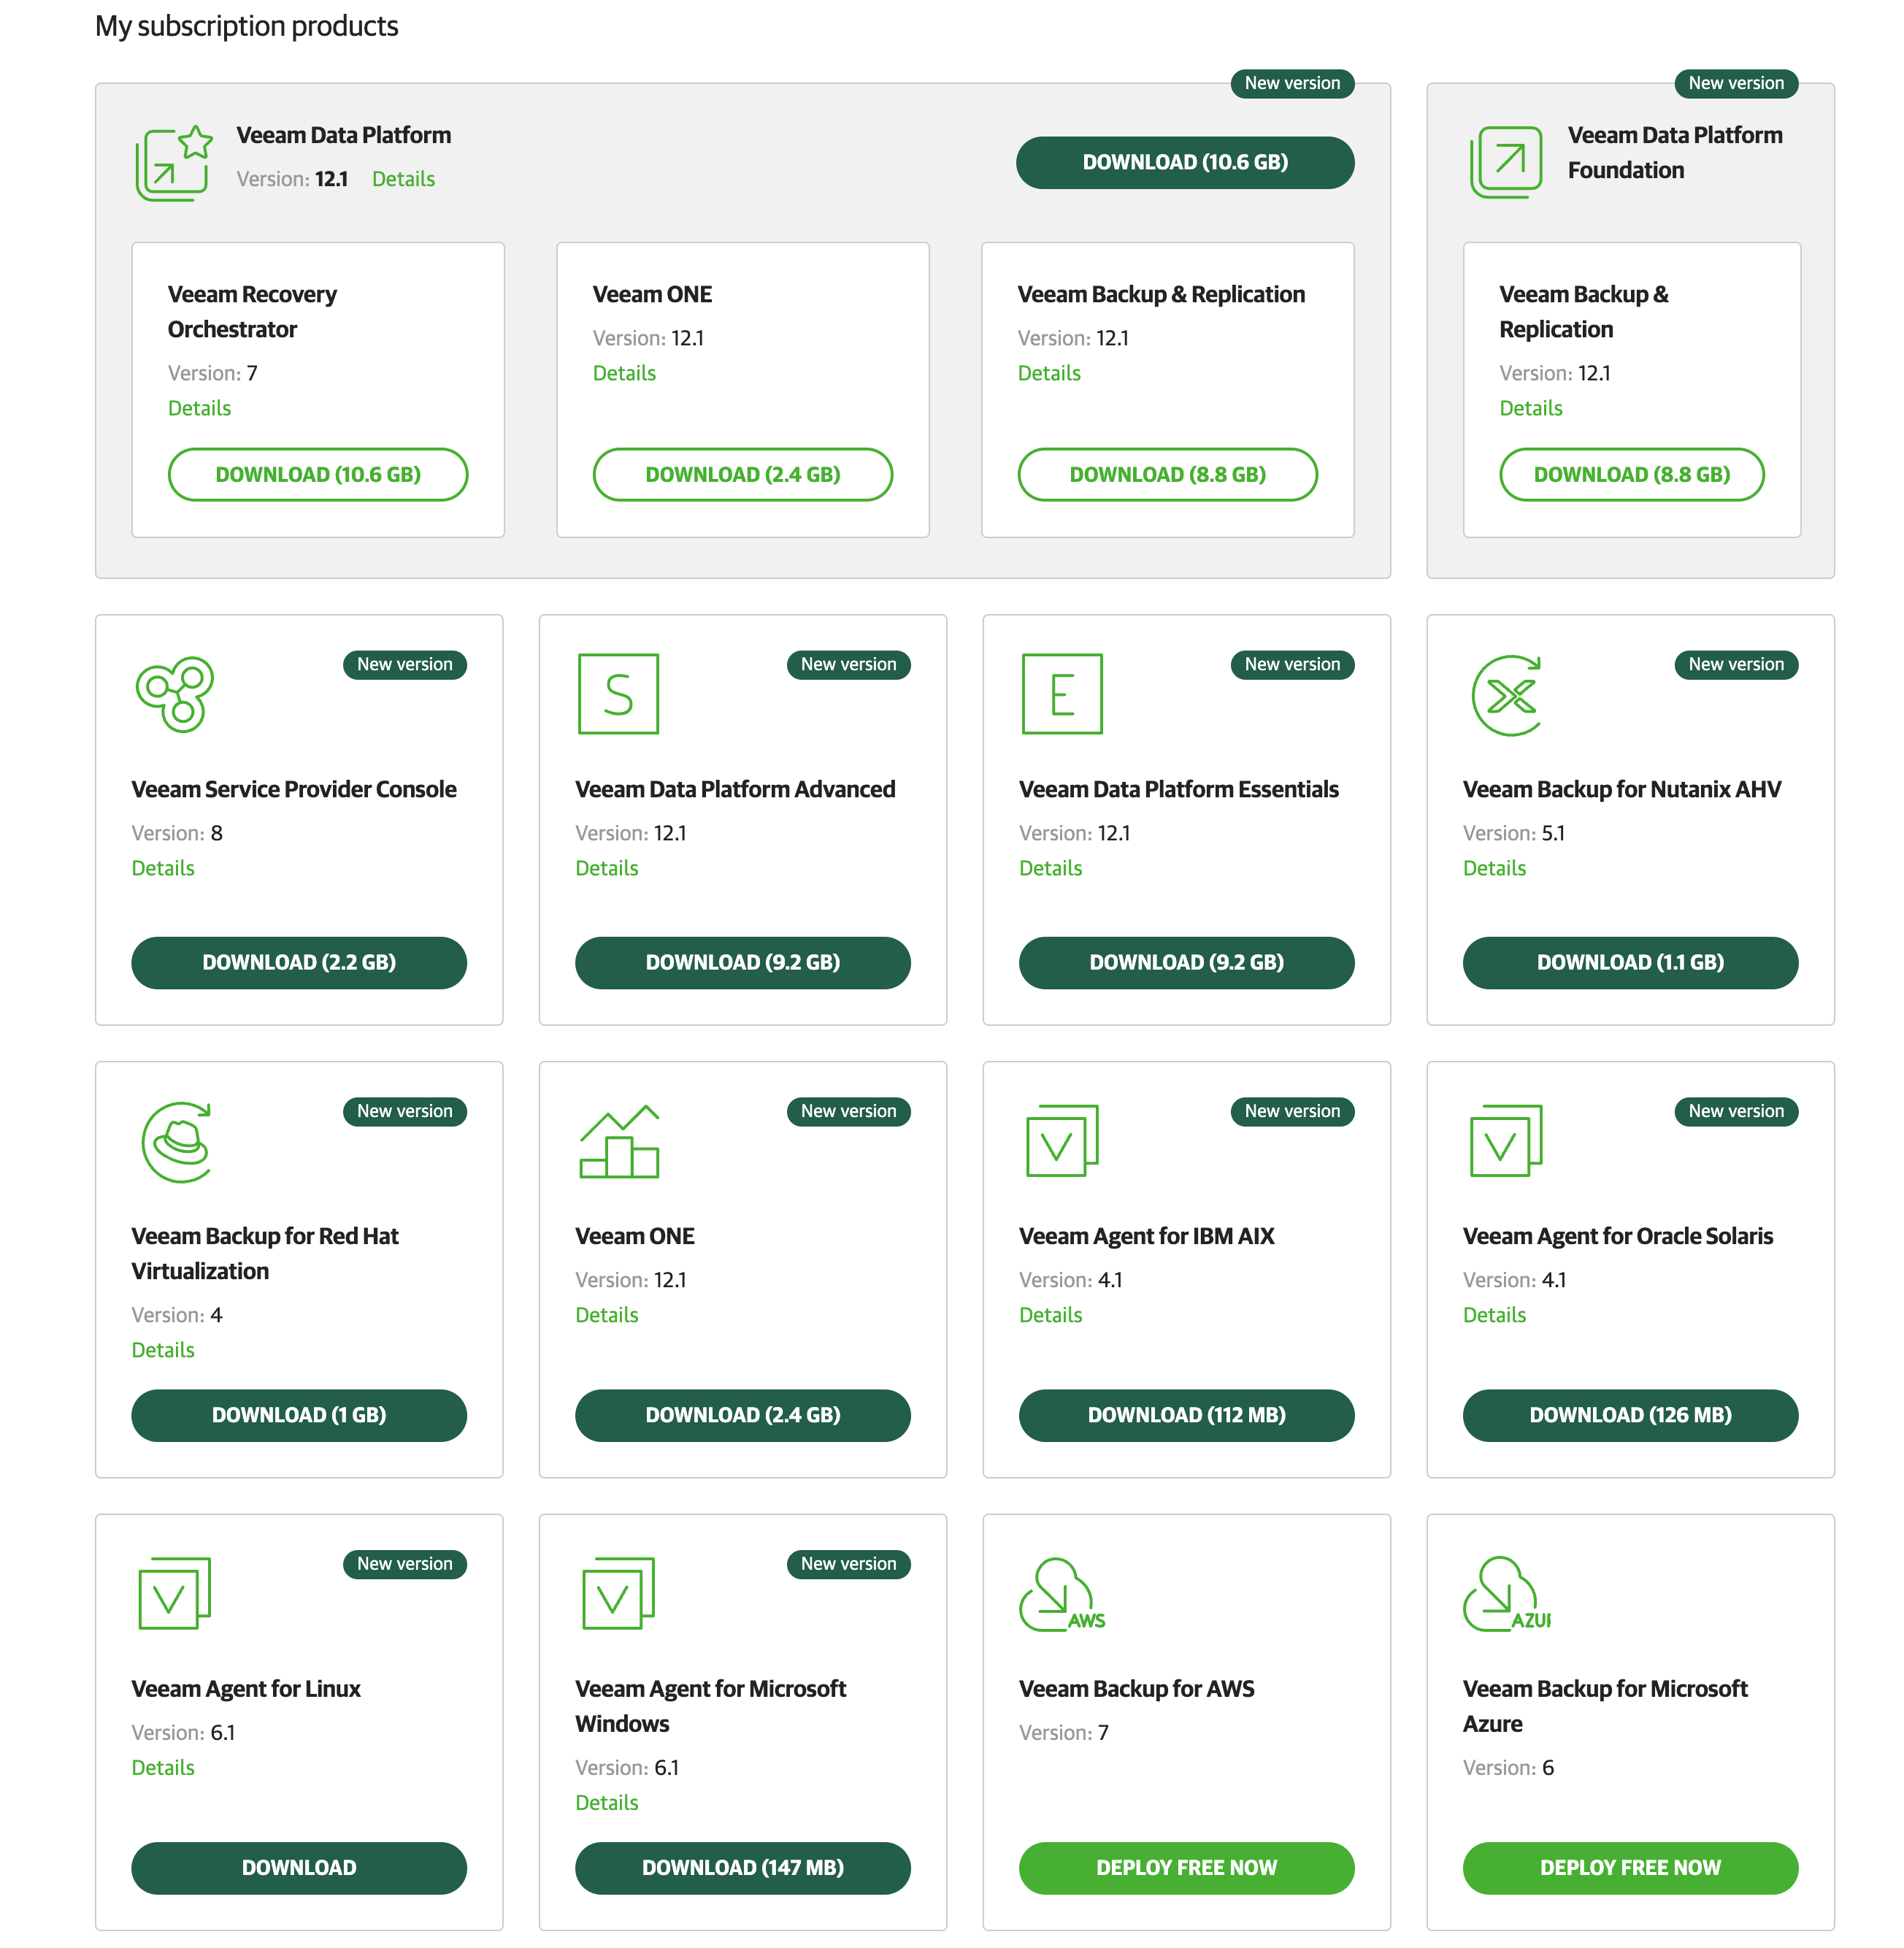 My subscription products
New version
Veeam Data Platform
Version: 12.1 Details
DOWNLOAD (10.6 GB)
Veeam Recovery
Orchestrator
Version: 7
Details
DOWNLOAD (10.6 GB)
Veeam ONE
Version: 12.1
Details
DOWNLOAD (2.4 GB)
Veeam Backup & Replication
Version: 12.1
Details
DOWNLOAD (8.8 GB)
New version
Veeam Data Platform
Foundation
Veeam Backup &
Replication
Version: 12.1
Details
DOWNLOAD (8.8 GB)
New version
Veeam Service Provider Console
Version: 8
Details
DOWNLOAD (2.2 GB)
S
New version
Veeam Data Platform Advanced
Version: 12.1
Details
DOWNLOAD (9.2 GB)
E
New version
Veeam Data Platform Essentials
Version: 12.1
Details
DOWNLOAD (9.2 GB)
New version
Veeam Backup for Nutanix AHV
Version: 5.1
Details
DOWNLOAD (1.1 GB)
New version
Veeam Backup for Red Hat
Virtualization
Version: 4
Details
DOWNLOAD (1 GB)
New version
Veeam ONE
Version: 12.1
Details
DOWNLOAD (2.4 GB)
V
New version
Veeam Agent for IBM AIX
Version: 4.1
Details
DOWNLOAD (112 MB)
V
New version
Veeam Agent for Oracle Solaris
Version: 4.1
Details
DOWNLOAD (126 MB)
V
New version
Veeam Agent for Linux
Version: 6.1
Details
DOWNLOAD
V
New version
Veeam Agent for Microsoft
Windows
Version: 6.1
Details
DOWNLOAD (147 MB)
AWS
Veeam Backup for AWS
Version: 7
DEPLOY FREE NOW
AZUI
Veeam Backup for Microsoft
Azure
Version: 6
DEPLOY FREE NOW